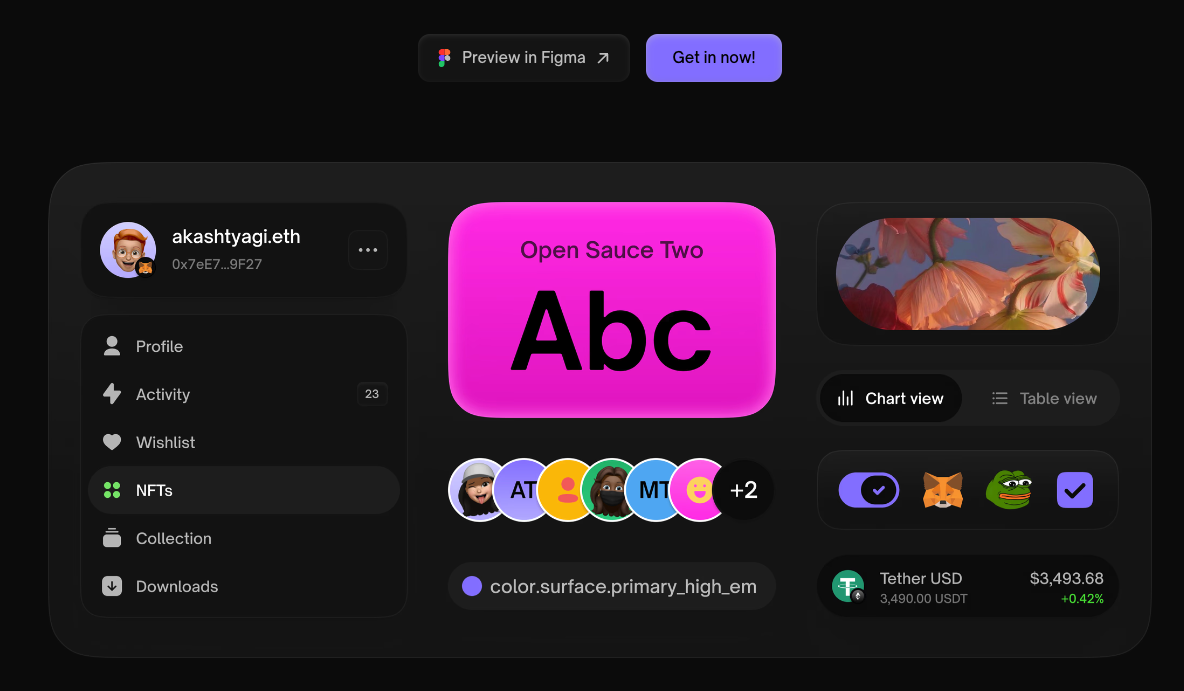 Preview in Figma
Get in now!
akashtyagi.eth
0x7eE7...9F27
Profile
Activity
23
Wishlist
NFTs
Collection
Downloads
Open Sauce Two
Abc
AT
MT
+2
color.surface.primary_high_em
Chart view
Table view
Tether USD
$3,493.68
3,490.00 USDT
+0.42%